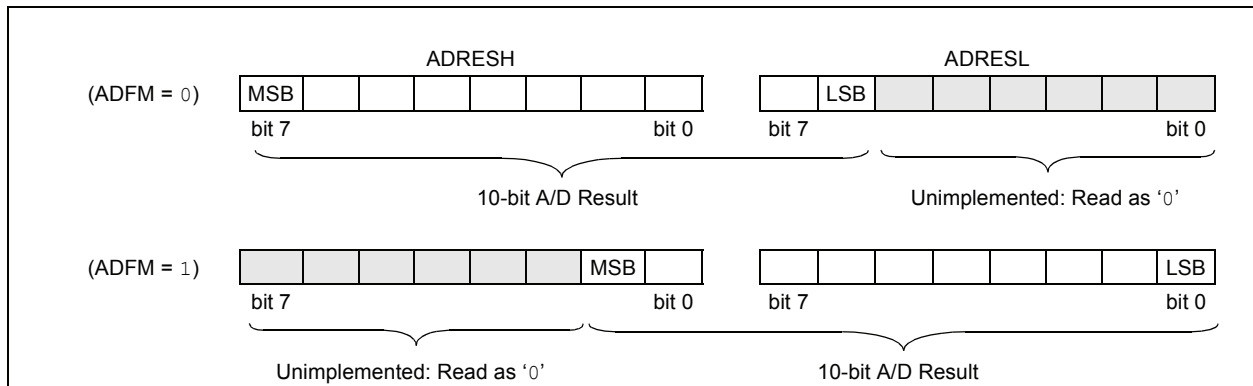 ADRESH ADRESL
(ADFM = 0) MSB LSB
bit 7 bit 0 bit 7 bit 0
10-bit A/D Result Unimplemented: Read as ‘0’
(ADFM = 1) MSB LSB
bit 7 bit 0 bit 7 bit 0
Unimplemented: Read as ‘0’ 10-bit A/D Result